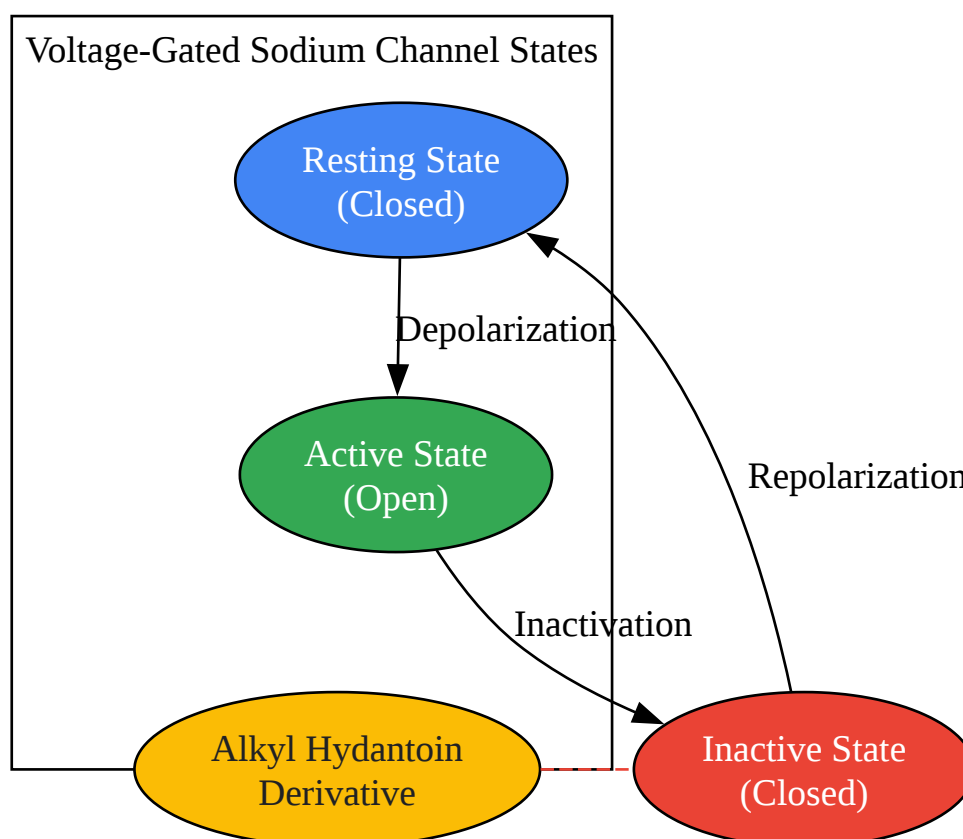 Voltage-Gated Sodium Channel States
Resting State
(Closed)
Depolarization
Active State
(Open)
Repolarization
Inactivation
Alkyl Hydantoin
Derivative
Inactive State
(Closed)